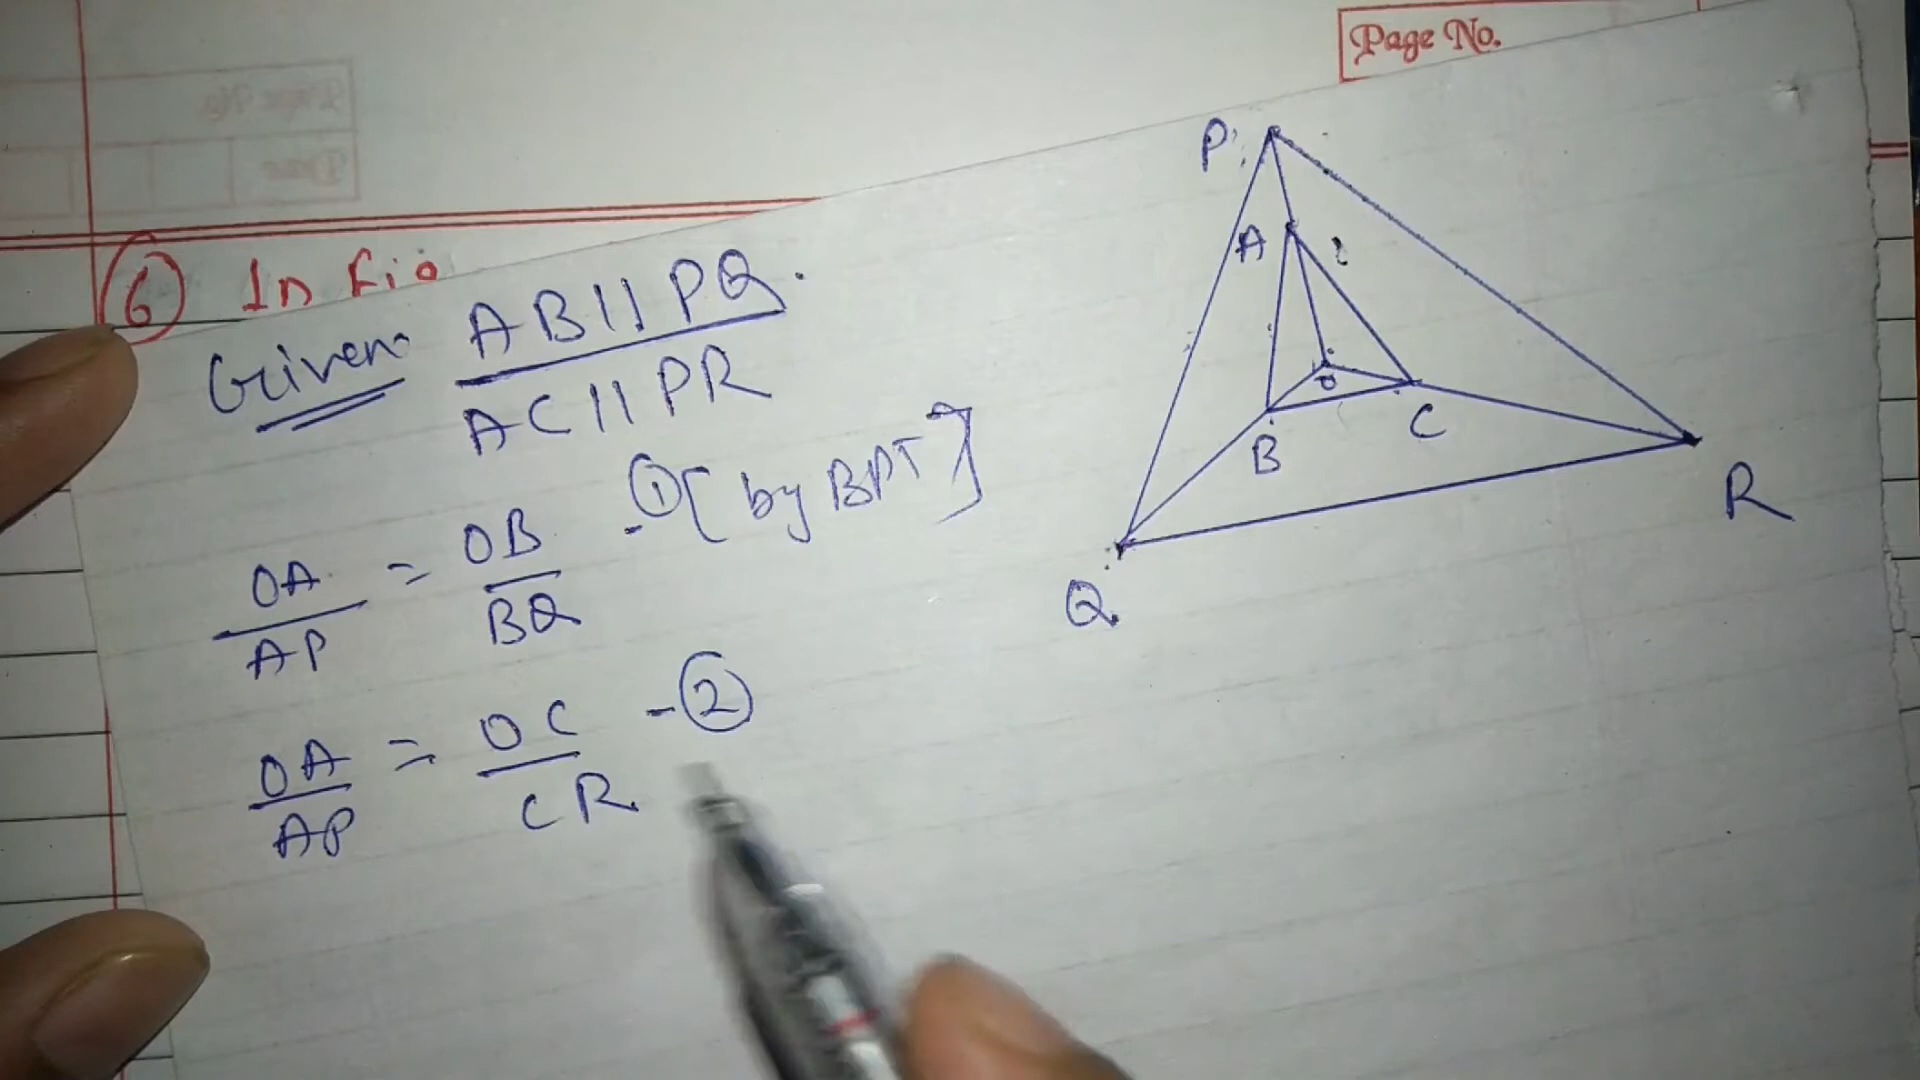 Page No.
6 In Fig
Given AB || PQ.
AC || PR
OA/AP = OB/BQ - ① [by BPT]
OA/AP = OC/CR. - ②
P
A
O
B
C
R
Q